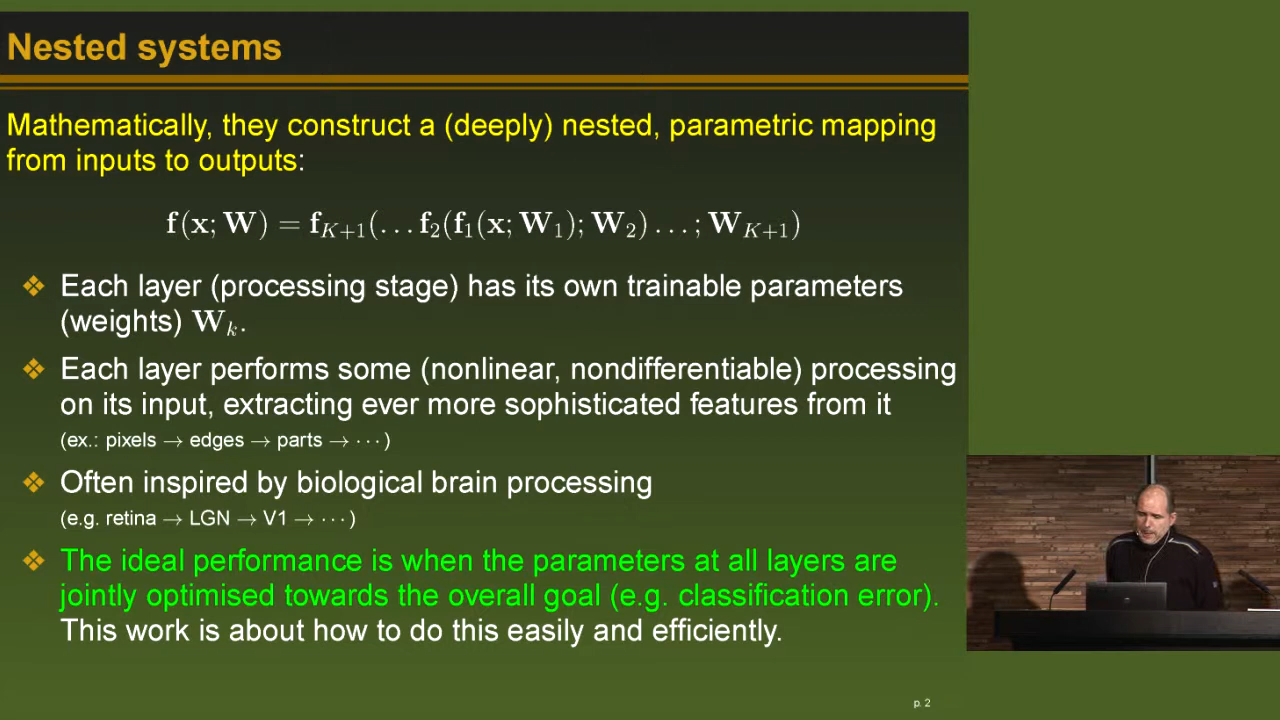 Nested systems
Mathematically, they construct a (deeply) nested, parametric mapping
from inputs to outputs:
f(x; W) = f_{K+1}(… f_2(f_1(x; W_1); W_2) …; W_{K+1})
❖ Each layer (processing stage) has its own trainable parameters
(weights) W_k.
❖ Each layer performs some (nonlinear, nondifferentiable) processing
on its input, extracting ever more sophisticated features from it
(ex.: pixels → edges → parts → ⋯)
❖ Often inspired by biological brain processing
(e.g. retina → LGN → V1 → ⋯)
❖ The ideal performance is when the parameters at all layers are
jointly optimised towards the overall goal (e.g. classification error).
This work is about how to do this easily and efficiently.
p. 2